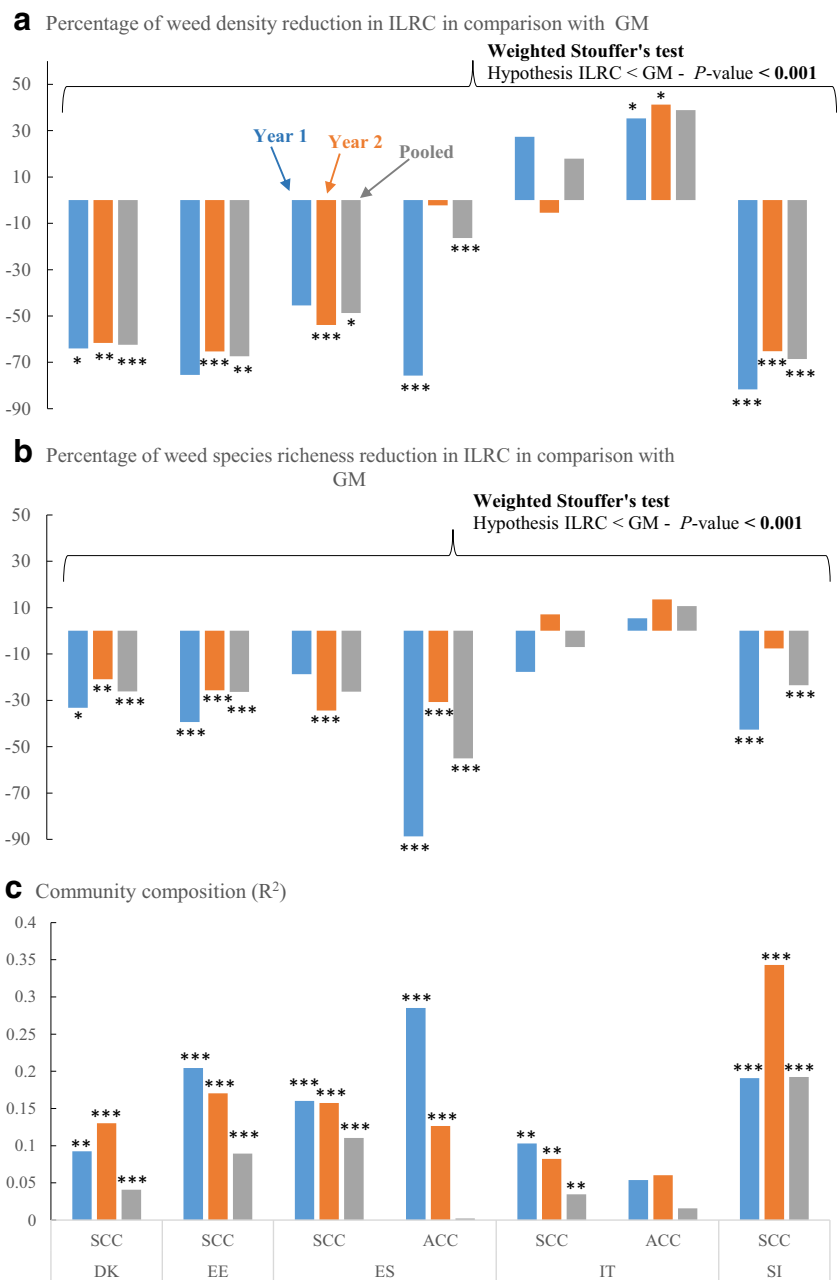 a Percentage of weed density reduction in ILRC in comparison with GM
Weighted Stouffer's test
Hypothesis ILRC < GM - P-value < 0.001
50
30
10
-10
-30
-50
-70
-90
Year 1
Year 2
Pooled
* ** ***
*** **
*** *
*** ***
* *
*** *** ***
b Percentage of weed species richeness reduction in ILRC in comparison with
GM
Weighted Stouffer's test
Hypothesis ILRC < GM - P-value < 0.001
50
30
10
-10
-30
-50
-70
-90
* ** ***
*** *** ***
***
*** *** ***
*** ***
c Community composition (R²)
0.4
0.35
0.3
0.25
0.2
0.15
0.1
0.05
0
** *** ***
*** *** ***
*** *** ***
*** ***
** ** **
*** *** ***
SCC SCC SCC ACC SCC ACC SCC
DK EE ES IT SI